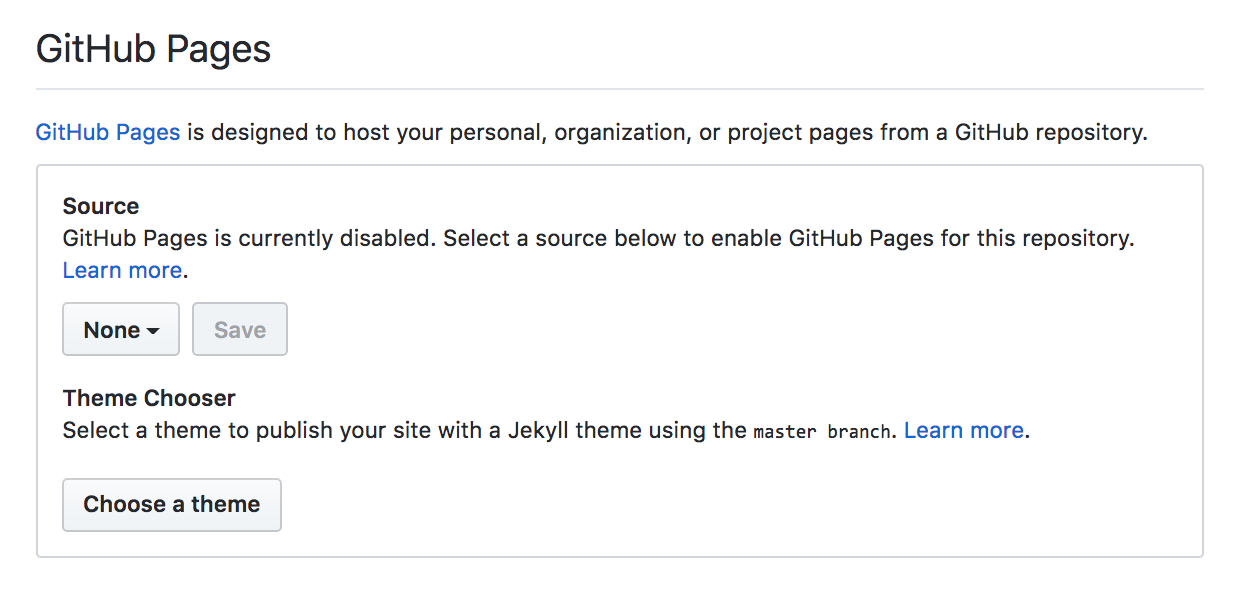 GitHub Pages
GitHub Pages is designed to host your personal, organization, or project pages from a GitHub repository.
Source
GitHub Pages is currently disabled. Select a source below to enable GitHub Pages for this repository.
Learn more.
None Save
Theme Chooser
Select a theme to publish your site with a Jekyll theme using the master branch. Learn more.
Choose a theme